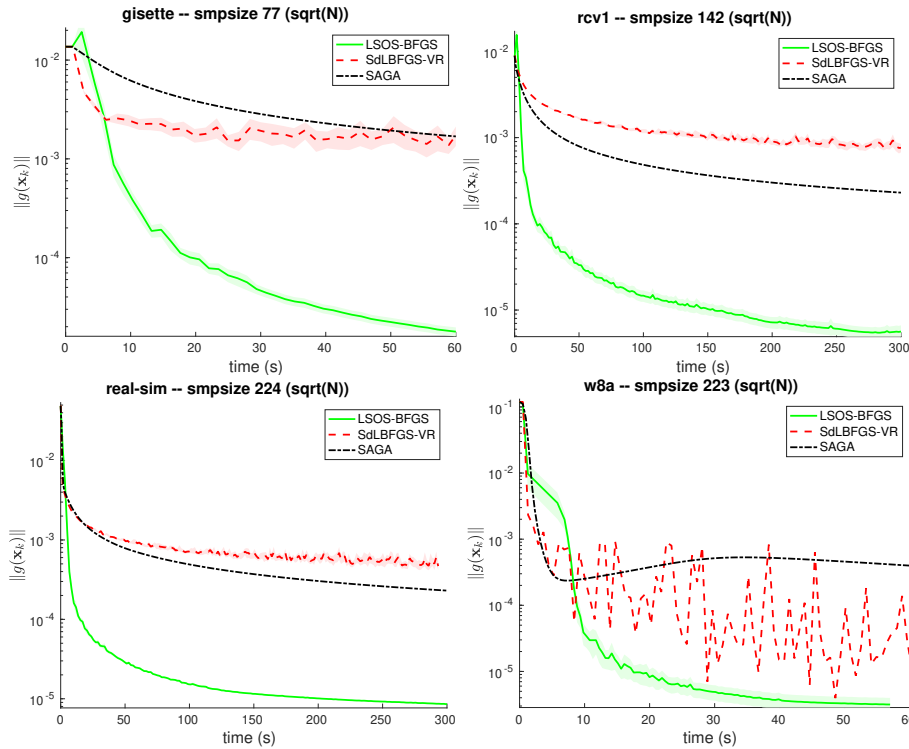 gisette -- smpsize 77 (sqrt(N))
LSOS-BFGS
SdLBFGS-VR
SAGA
10^-2
10^-3
10^-4
||g(x_k)||
0 10 20 30 40 50 60
time (s)
rcv1 -- smpsize 142 (sqrt(N))
LSOS-BFGS
SdLBFGS-VR
SAGA
10^-2
10^-3
10^-4
10^-5
||g(x_k)||
0 50 100 150 200 250 300
time (s)
real-sim -- smpsize 224 (sqrt(N))
LSOS-BFGS
SdLBFGS-VR
SAGA
10^-2
10^-3
10^-4
10^-5
||g(x_k)||
0 50 100 150 200 250 300
time (s)
w8a -- smpsize 223 (sqrt(N))
LSOS-BFGS
SdLBFGS-VR
SAGA
10^-1
10^-2
10^-3
10^-4
10^-5
||g(x_k)||
0 10 20 30 40 50 60
time (s)